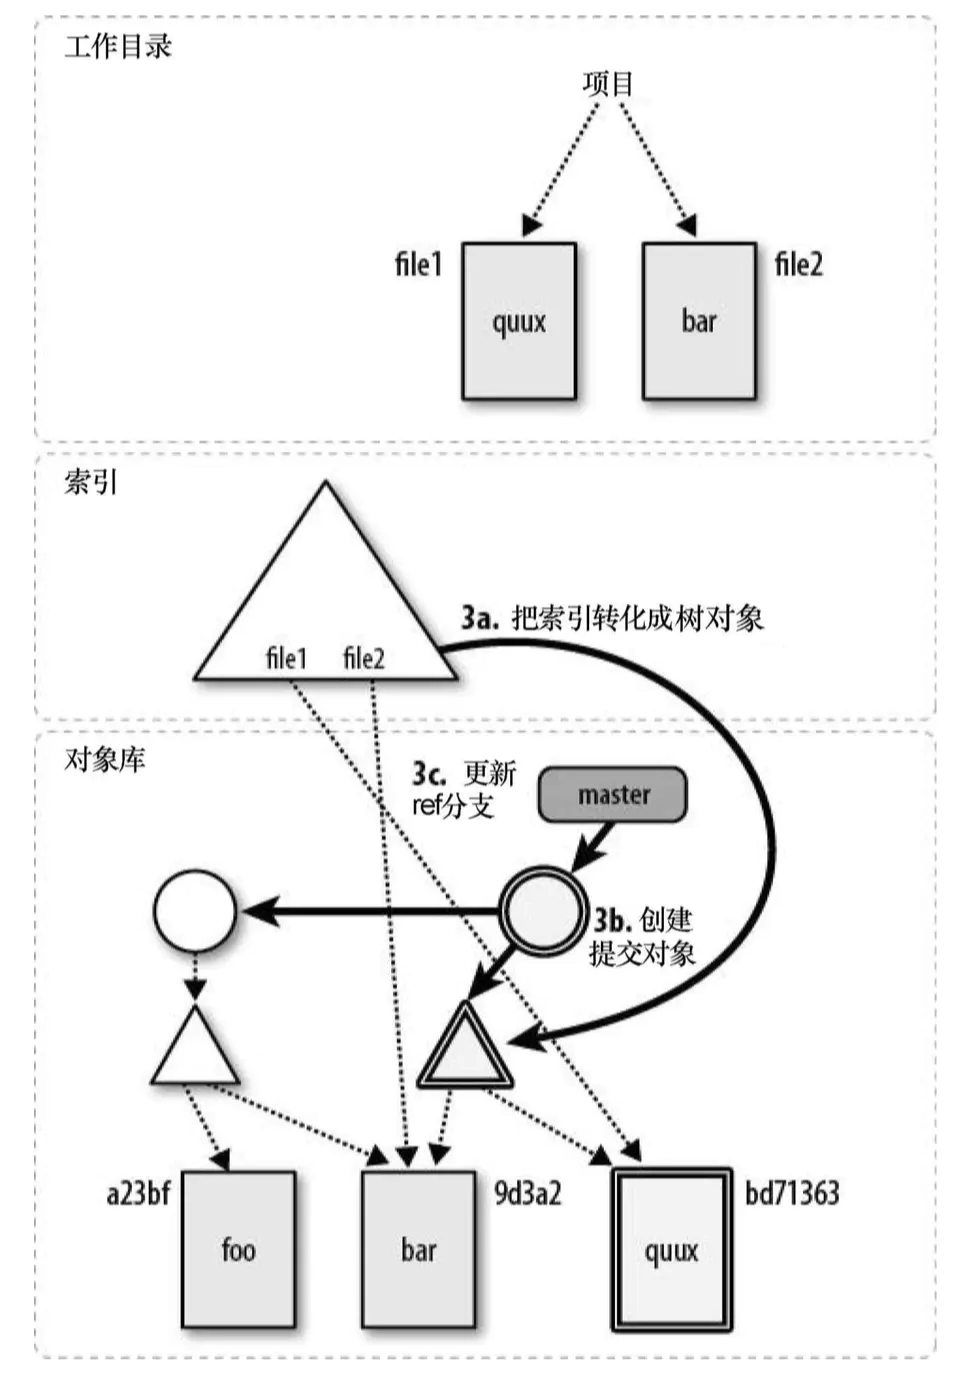 工作目录
项目
file1
file2
quux
bar
索引
3a. 把索引转化成树对象
file1 file2
对象库
3c. 更新
ref分支
master
3b. 创建
提交对象
a23bf
9d3a2
bd71363
foo
bar
quux